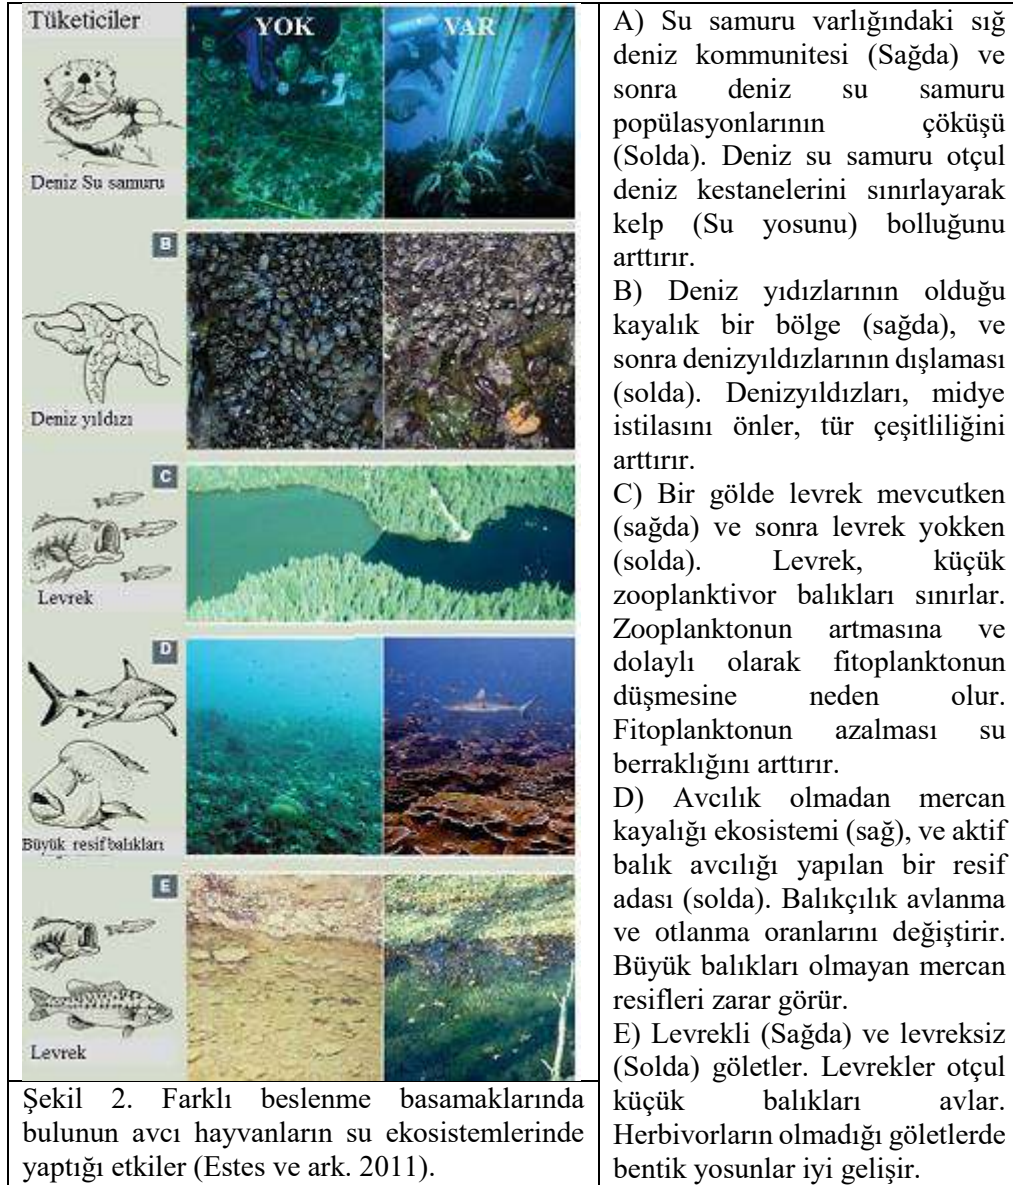 Tüketiciler
YOK
VAR
Deniz Su samuru
B
Deniz yıldızı
C
Levrek
D
Büyük resif balıkları
E
Levrek
Şekil 2. Farklı beslenme basamaklarında
bulunun avcı hayvanların su ekosistemlerinde
yaptığı etkiler (Estes ve ark. 2011).
A) Su samuru varlığındaki sığ
deniz kommunitesi (Sağda) ve
sonra deniz su samuru
popülasyonlarının çöküşü
(Solda). Deniz su samuru otçul
deniz kestanelerini sınırlayarak
kelp (Su yosunu) bolluğunu
arttırır.
B) Deniz yıdızlarının olduğu
kayalık bir bölge (sağda), ve
sonra denizyıldızlarının dışlaması
(solda). Denizyıldızları, midye
istilasını önler, tür çeşitliliğini
arttırır.
C) Bir gölde levrek mevcutken
(sağda) ve sonra levrek yokken
(solda). Levrek, küçük
zooplanktivor balıkları sınırlar.
Zooplanktonun artmasına ve
dolaylı olarak fitoplanktonun
düşmesine neden olur.
Fitoplanktonun azalması su
berraklığını arttırır.
D) Avcılık olmadan mercan
kayalığı ekosistemi (sağ), ve aktif
balık avcılığı yapılan bir resif
adası (solda). Balıkçılık avlanma
ve otlanma oranlarını değiştirir.
Büyük balıkları olmayan mercan
resifleri zarar görür.
E) Levrekli (Sağda) ve levreksiz
(Solda) göletler. Levrekler otçul
küçük balıkları avlar.
Herbivorların olmadığı göletlerde
bentik yosunlar iyi gelişir.